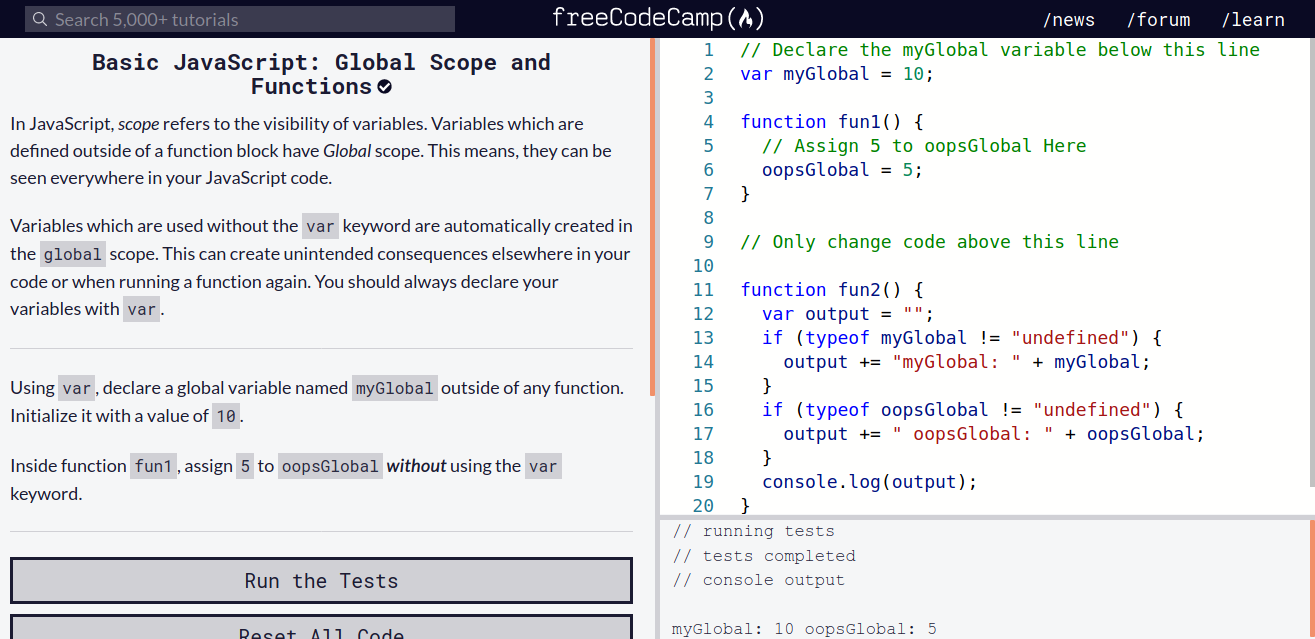 Search 5,000+ tutorials
freeCodeCamp(🔥)
/news /forum /learn
Basic JavaScript: Global Scope and
Functions
In JavaScript, scope refers to the visibility of variables. Variables which are
defined outside of a function block have Global scope. This means, they can be
seen everywhere in your JavaScript code.
Variables which are used without the var keyword are automatically created in
the global scope. This can create unintended consequences elsewhere in your
code or when running a function again. You should always declare your
variables with var.
Using var, declare a global variable named myGlobal outside of any function.
Initialize it with a value of 10.
Inside function fun1, assign 5 to oopsGlobal without using the var
keyword.
Run the Tests
Reset All Code
1 // Declare the myGlobal variable below this line
2 var myGlobal = 10;
3
4 function fun1() {
5 // Assign 5 to oopsGlobal Here
6 oopsGlobal = 5;
7 }
8
9 // Only change code above this line
10
11 function fun2() {
12 var output = "";
13 if (typeof myGlobal != "undefined") {
14 output += "myGlobal: " + myGlobal;
15 }
16 if (typeof oopsGlobal != "undefined") {
17 output += " oopsGlobal: " + oopsGlobal;
18 }
19 console.log(output);
20 }
// running tests
// tests completed
// console output
myGlobal: 10 oopsGlobal: 5